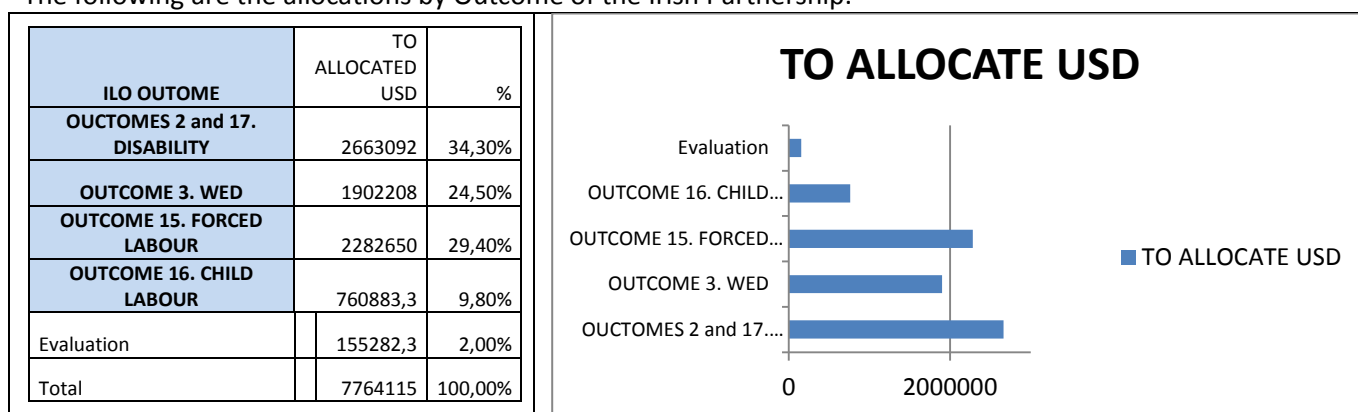 The following are the allocations by Outcome of the Irish Partnership:
ILO OUTOME
TO
ALLOCATED
USD
%
OUCTOMES 2 and 17.
DISABILITY
2663092
34,30%
OUTCOME 3. WED
1902208
24,50%
OUTCOME 15. FORCED
LABOUR
2282650
29,40%
OUTCOME 16. CHILD
LABOUR
760883,3
9,80%
Evaluation
155282,3
2,00%
Total
7764115
100,00%
TO ALLOCATE USD
Evaluation
OUTCOME 16. CHILD...
OUTCOME 15. FORCED...
OUTCOME 3. WED
OUCTOMES 2 and 17....
0
2000000
TO ALLOCATE USD